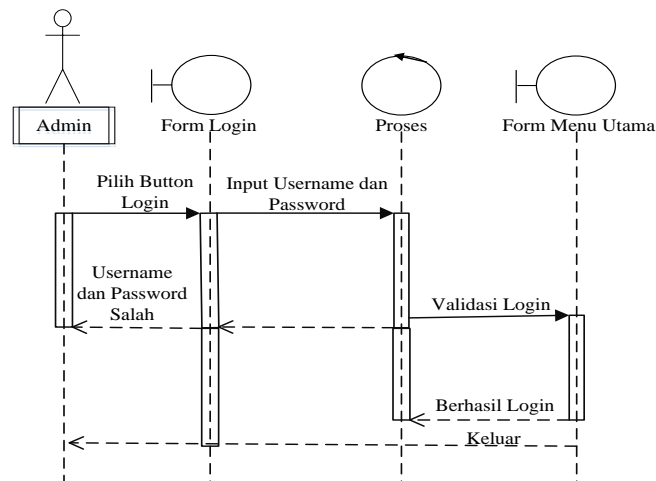 Admin
Form Login
Proses
Form Menu Utama
Pilih Button
Login
Input Username dan
Password
Username
dan Password
Salah
Validasi Login
Berhasil Login
Keluar